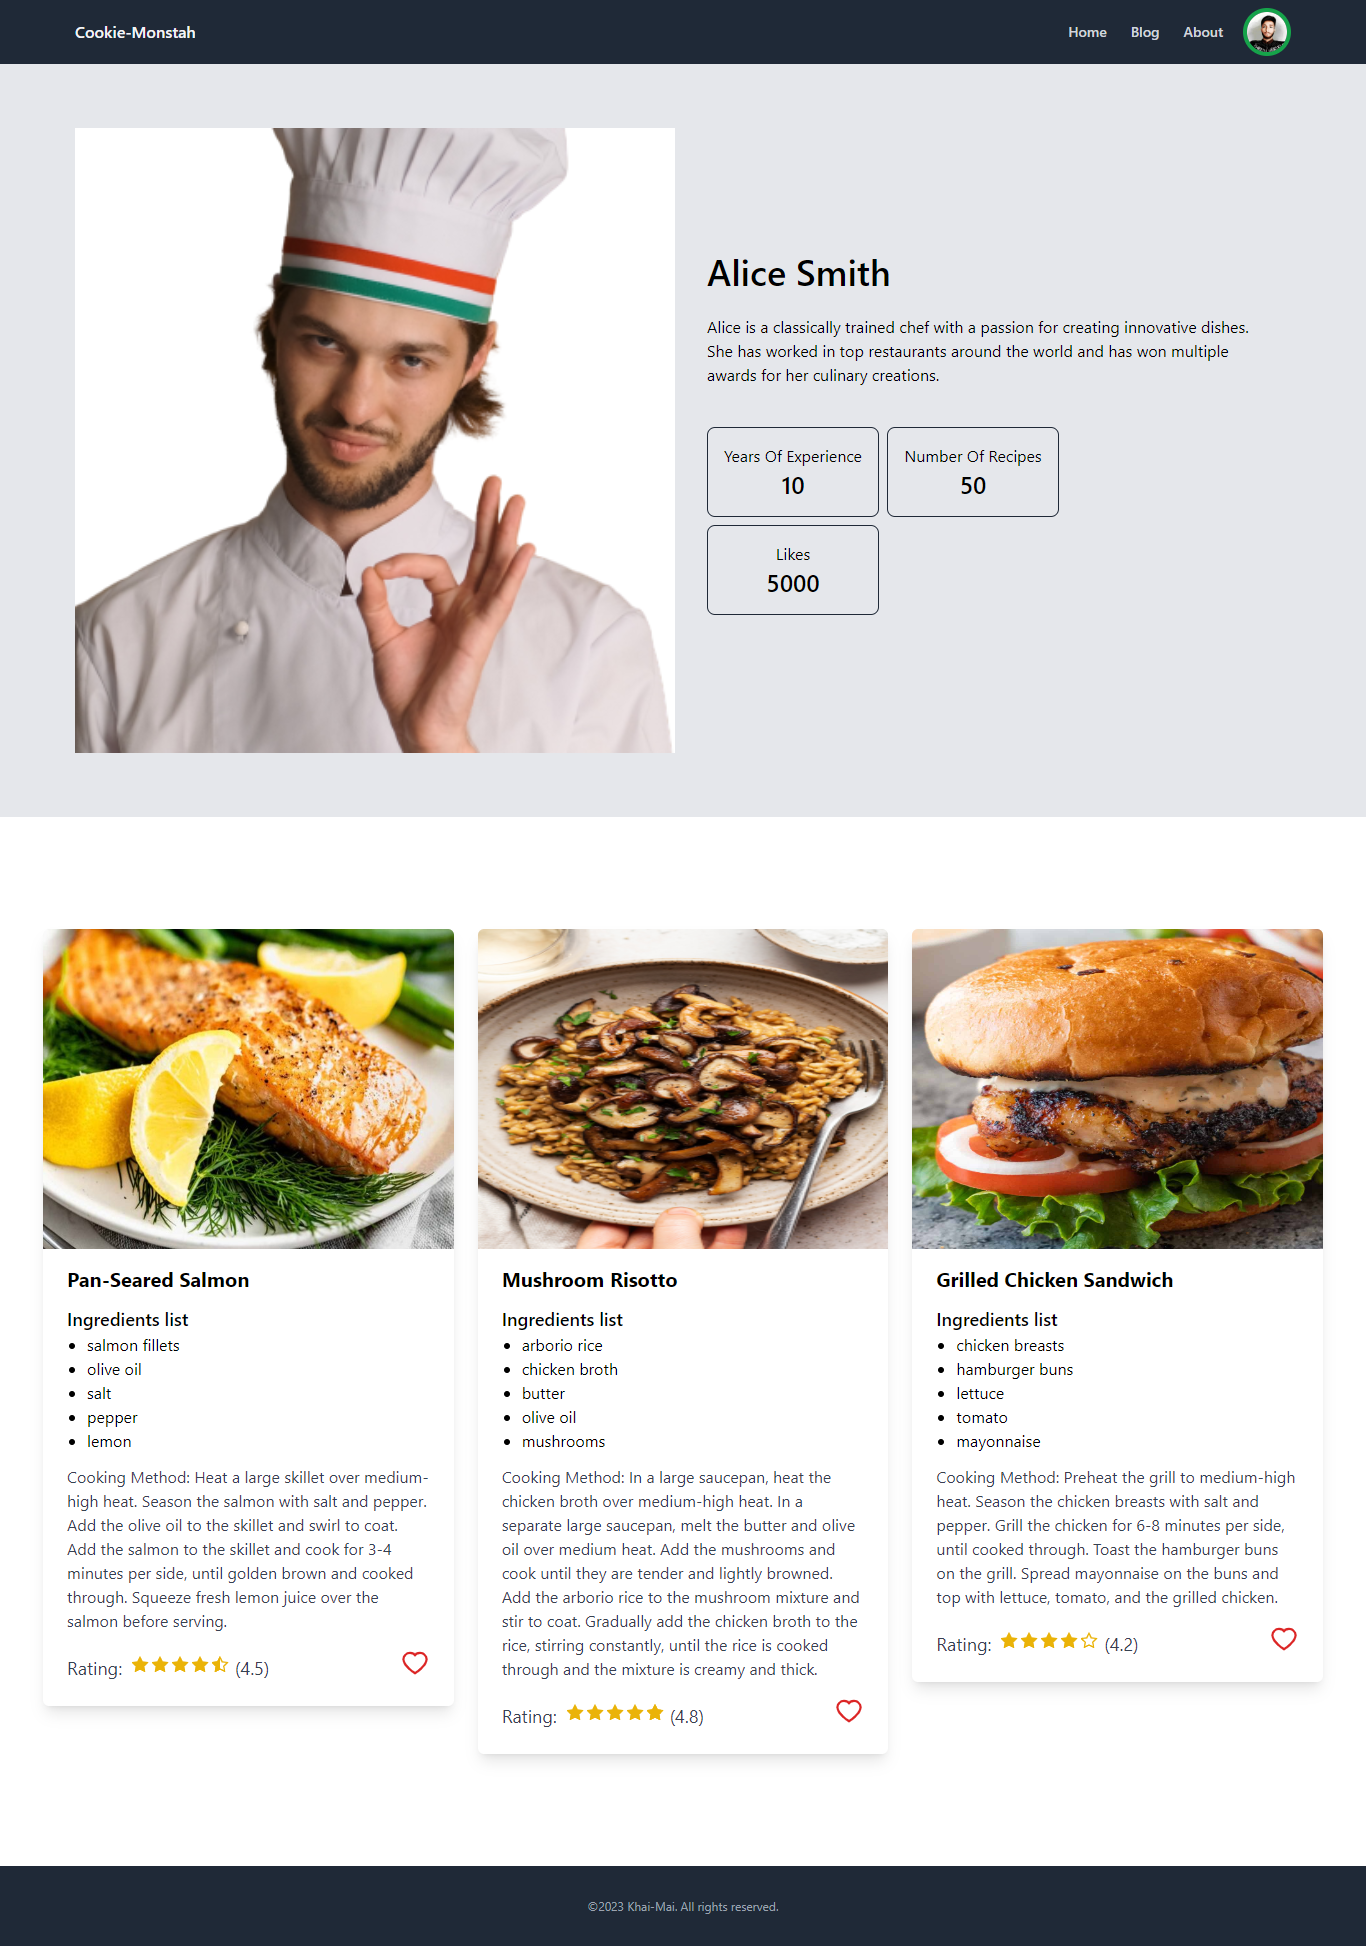 Cookie-Monstah
Home Blog About
Alice Smith
Alice is a classically trained chef with a passion for creating innovative dishes.
She has worked in top restaurants around the world and has won multiple
awards for her culinary creations.
Years Of Experience
10
Number Of Recipes
50
Likes
5000
Pan-Seared Salmon
Ingredients list
• salmon fillets
• olive oil
• salt
• pepper
• lemon
Cooking Method: Heat a large skillet over medium-
high heat. Season the salmon with salt and pepper.
Add the olive oil to the skillet and swirl to coat.
Add the salmon to the skillet and cook for 3-4
minutes per side, until golden brown and cooked
through. Squeeze fresh lemon juice over the
salmon before serving.
Rating: (4.5)
Mushroom Risotto
Ingredients list
• arborio rice
• chicken broth
• butter
• olive oil
• mushrooms
Cooking Method: In a large saucepan, heat the
chicken broth over medium-high heat. In a
separate large saucepan, melt the butter and olive
oil over medium heat. Add the mushrooms and
cook until they are tender and lightly browned.
Add the arborio rice to the mushroom mixture and
stir to coat. Gradually add the chicken broth to the
rice, stirring constantly, until the rice is cooked
through and the mixture is creamy and thick.
Rating: (4.8)
Grilled Chicken Sandwich
Ingredients list
• chicken breasts
• hamburger buns
• lettuce
• tomato
• mayonnaise
Cooking Method: Preheat the grill to medium-high
heat. Season the chicken breasts with salt and
pepper. Grill the chicken for 6-8 minutes per side,
until cooked through. Toast the hamburger buns
on the grill. Spread mayonnaise on the buns and
top with lettuce, tomato, and the grilled chicken.
Rating: (4.2)
©2023 Khai-Mai. All rights reserved.